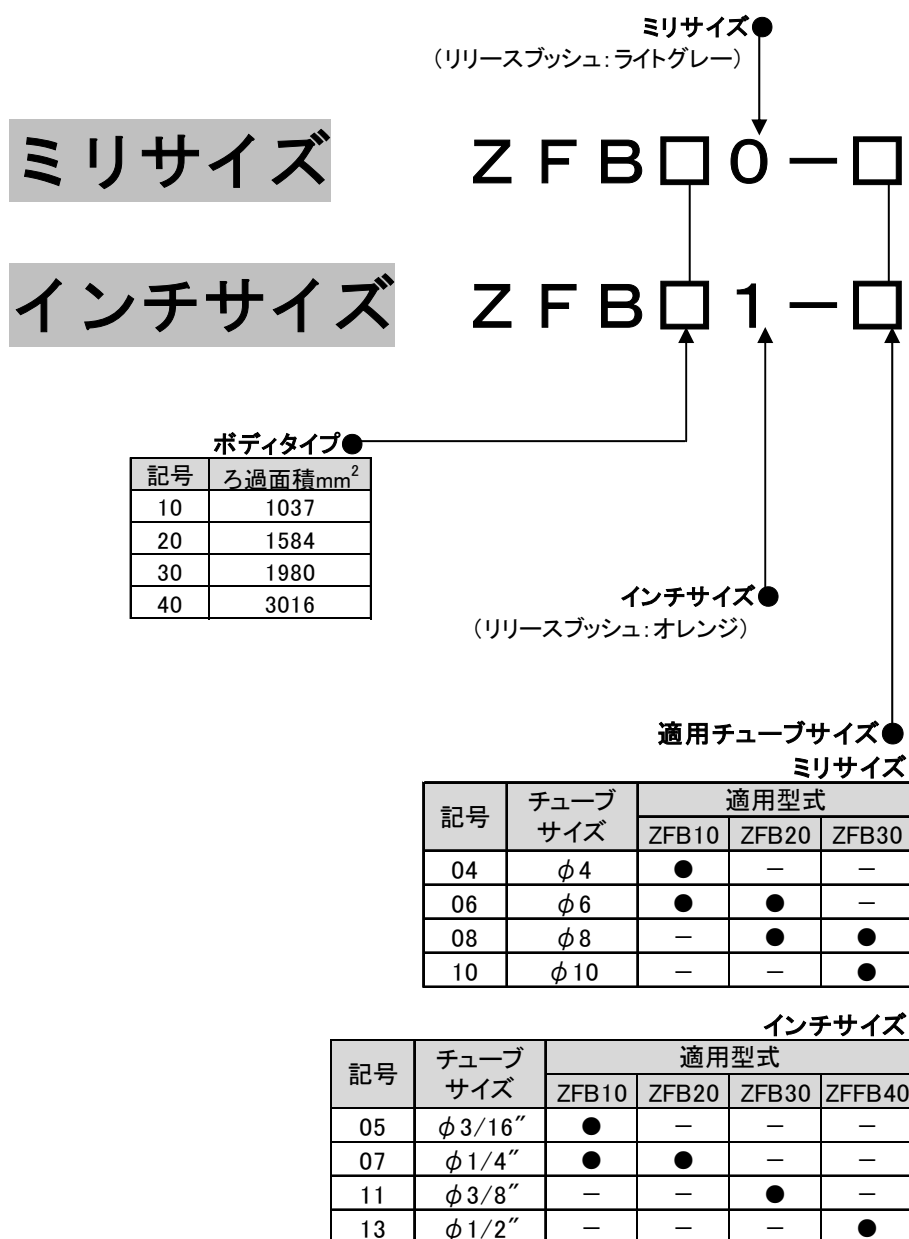 ミリサイズ●
（リリースブッシュ：ライトグレー）
ミリサイズ ZFB□0－□
インチサイズ ZFB□1－□
ボディタイプ●
記号 ろ過面積mm²
10 1037
20 1584
30 1980
40 3016
インチサイズ●
（リリースブッシュ：オレンジ）
適用チューブサイズ●
ミリサイズ
記号 チューブサイズ 適用型式
ZFB10 ZFB20 ZFB30
04 φ4 ● － －
06 φ6 ● ● －
08 φ8 － ● ●
10 φ10 － － ●
インチサイズ
記号 チューブサイズ 適用型式
ZFB10 ZFB20 ZFB30 ZFFB40
05 φ3/16″ ● － － －
07 φ1/4″ ● ● － －
11 φ3/8″ － － ● －
13 φ1/2″ － － － ●